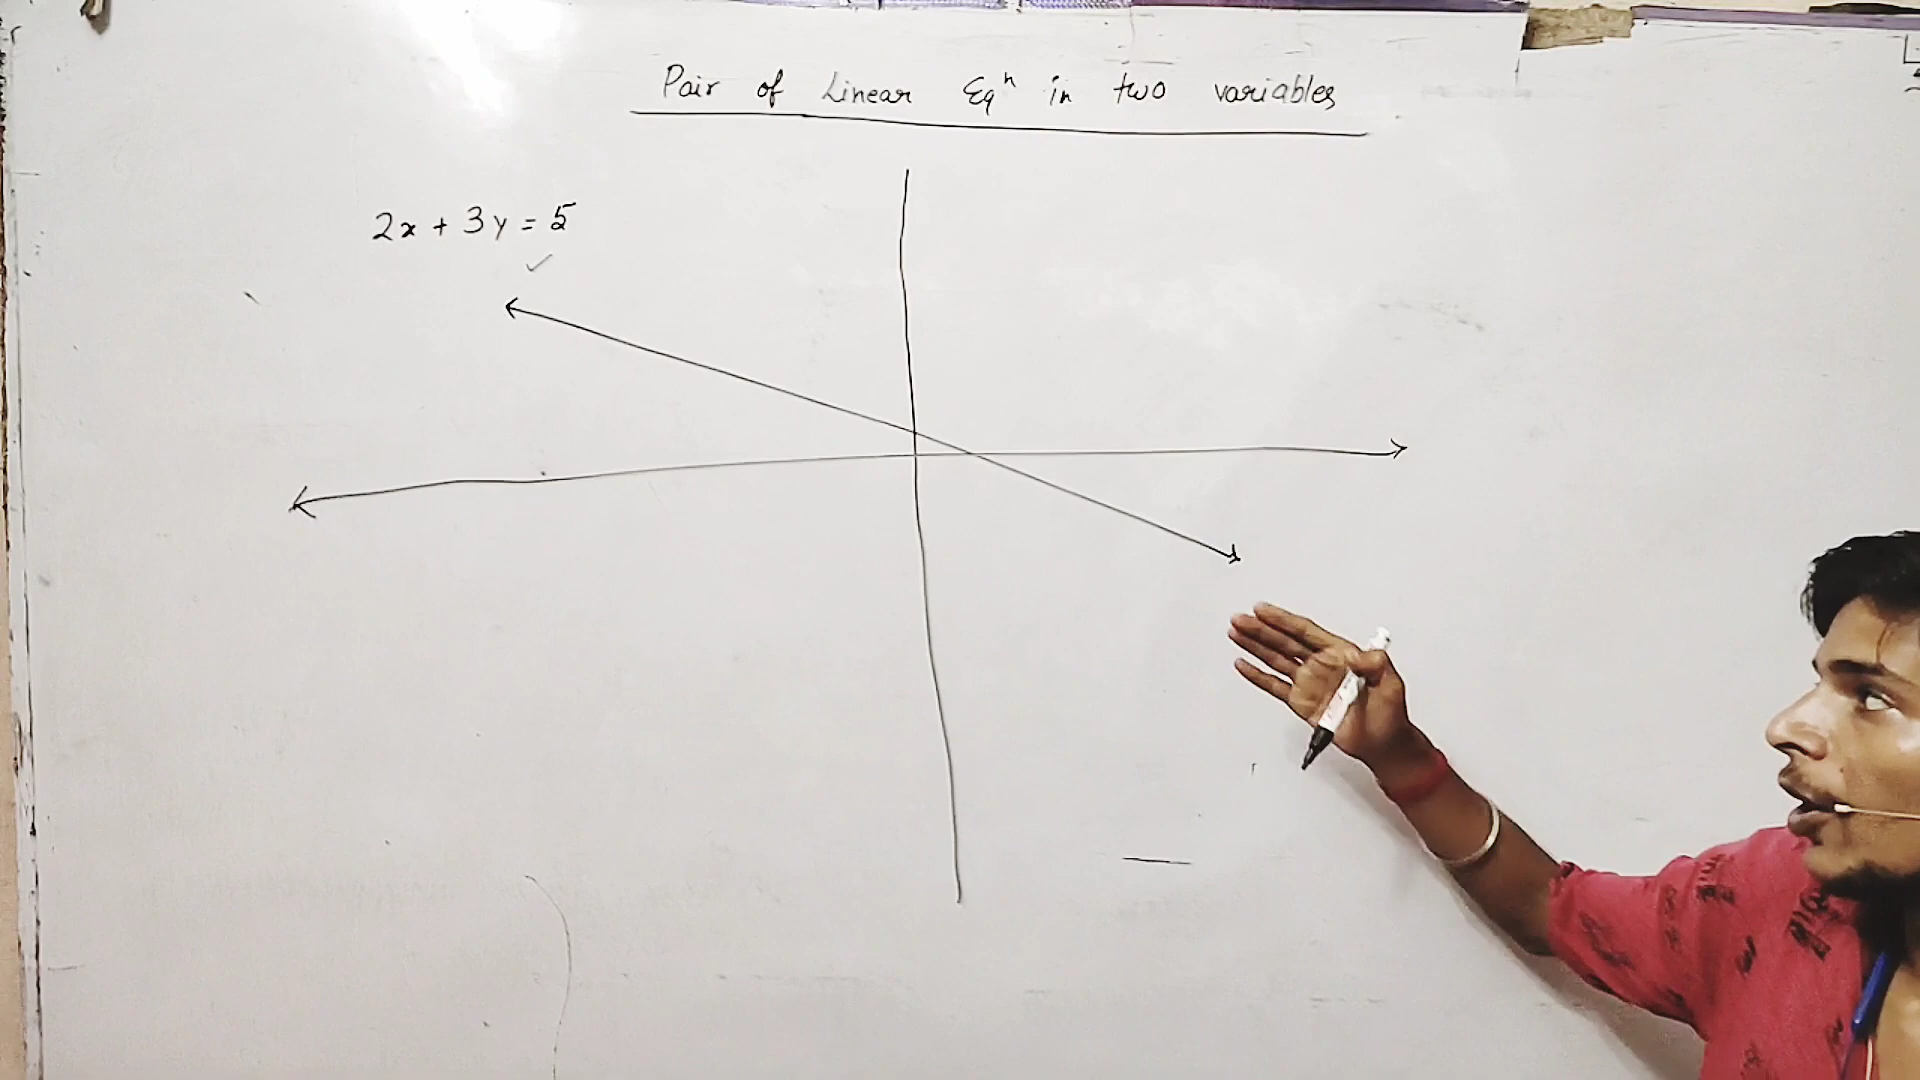 Pair of Linear Eqⁿ in two variables
2x + 3y = 5